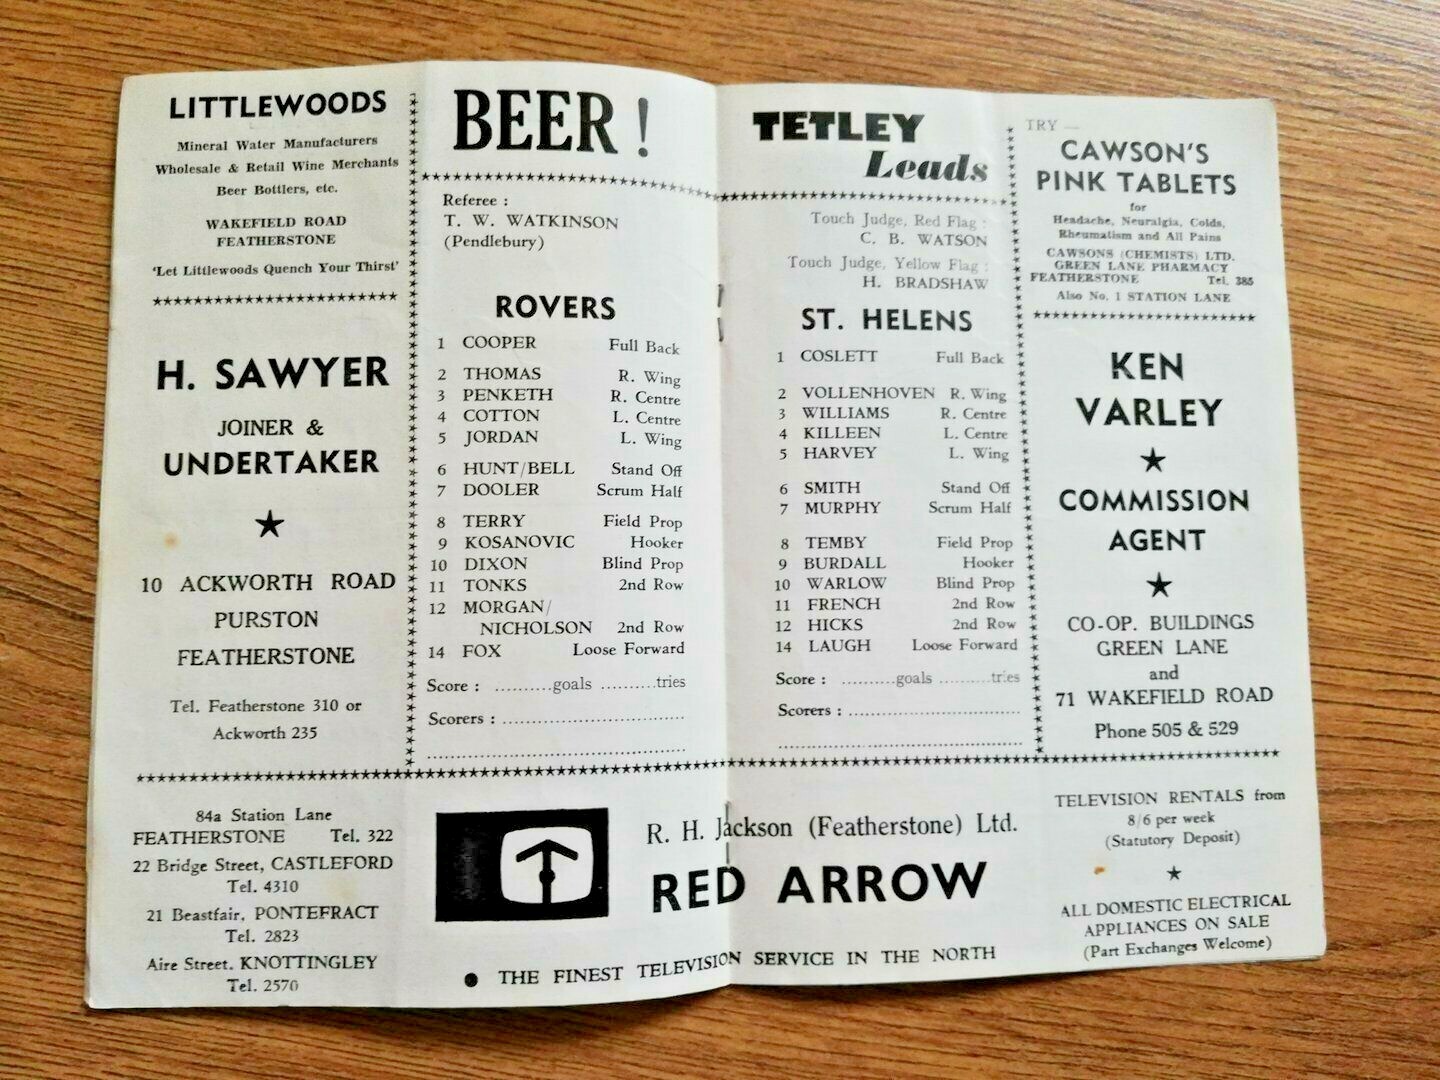 LITTLEWOODS
Mineral Water Manufacturers
Wholesale & Retail Wine Merchants
Beer Bottlers, etc.
WAKEFIELD ROAD
FEATHERSTONE
'Let Littlewoods Quench Your Thirst'
H. SAWYER
JOINER &
UNDERTAKER
10 ACKWORTH ROAD
PURSTON
FEATHERSTONE
Tel. Featherstone 310 or
Ackworth 235
BEER !
Referee :
T. W. WATKINSON
(Pendlebury)
ROVERS
1 COOPER Full Back
2 THOMAS R. Wing
3 PENKETH R. Centre
4 COTTON L. Centre
5 JORDAN L. Wing
6 HUNT/BELL Stand Off
7 DOOLER Scrum Half
8 TERRY Field Prop
9 KOSANOVIC Hooker
10 DIXON Blind Prop
11 TONKS 2nd Row
12 MORGAN/
NICHOLSON 2nd Row
14 FOX Loose Forward
Score : ..........goals ..........tries
Scorers : ..................................
................................................
TETLEY
Leads
Touch Judge, Red Flag :
C. B. WATSON
Touch Judge, Yellow Flag :
H. BRADSHAW
ST. HELENS
1 COSLETT Full Back
2 VOLLENHOVEN R. Wing
3 WILLIAMS R. Centre
4 KILLEEN L. Centre
5 HARVEY L. Wing
6 SMITH Stand Off
7 MURPHY Scrum Half
8 TEMBY Field Prop
9 BURDALL Hooker
10 WARLOW Blind Prop
11 FRENCH 2nd Row
12 HICKS 2nd Row
14 LAUGH Loose Forward
Score : ..........goals ..........tries
Scorers : ................................
.............................................
TRY —
CAWSON'S
PINK TABLETS
for
Headache, Neuralgia, Colds,
Rheumatism and All Pains
CAWSONS (CHEMISTS) LTD.
GREEN LANE PHARMACY
FEATHERSTONE Tel. 385
Also No. 1 STATION LANE
KEN
VARLEY
COMMISSION
AGENT
CO-OP. BUILDINGS
GREEN LANE
and
71 WAKEFIELD ROAD
Phone 505 & 529
84a Station Lane
FEATHERSTONE Tel. 322
22 Bridge Street, CASTLEFORD
Tel. 4310
21 Beastfair, PONTEFRACT
Tel. 2823
Aire Street, KNOTTINGLEY
Tel. 2570
R. H. Jackson (Featherstone) Ltd.
RED ARROW
● THE FINEST TELEVISION SERVICE IN THE NORTH
TELEVISION RENTALS from
8/6 per week
(Statutory Deposit)
ALL DOMESTIC ELECTRICAL
APPLIANCES ON SALE
(Part Exchanges Welcome)